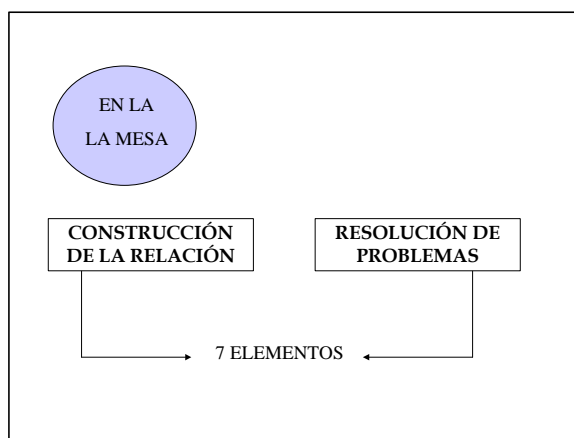 EN LA
LA MESA
CONSTRUCCIÓN
DE LA RELACIÓN
RESOLUCIÓN DE
PROBLEMAS
7 ELEMENTOS